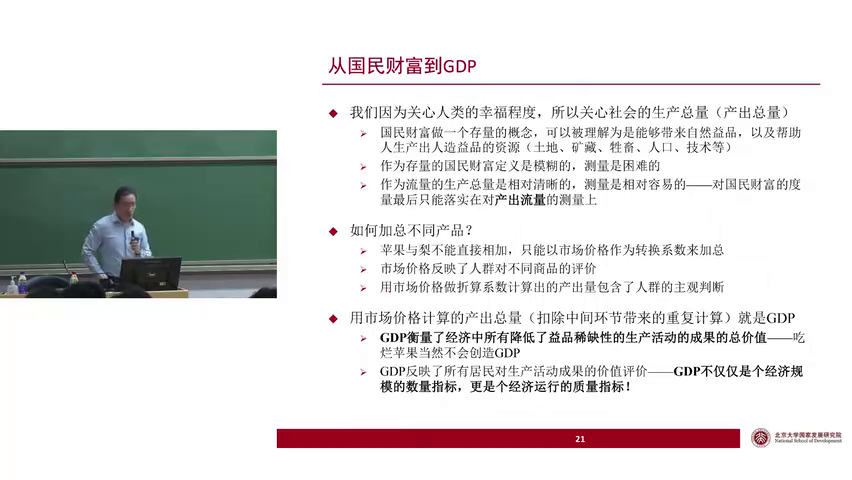 从国民财富到GDP
我们因为关心人类的幸福程度，所以关心社会的生产总量（产出总量）
国民财富做一个存量的概念，可以被理解为是能够带来自然益品，以及帮助
人生产出人造益品的资源（土地、矿藏、牲畜、人口、技术等）
作为存量的国民财富定义是模糊的，测量是困难的
作为流量的生产总量是相对清晰的，测量是相对容易的——对国民财富的度
量最后只能落实在对产出流量的测量上
如何加总不同产品？
苹果与梨不能直接相加，只能以市场价格作为转换系数来加总
市场价格反映了人群对不同商品的评价
用市场价格做折算系数计算出的产出量包含了人群的主观判断
用市场价格计算的产出总量（扣除中间环节带来的重复计算）就是GDP
GDP衡量了经济中所有降低了益品稀缺性的生产活动的成果的总价值——吃
烂苹果当然不会创造GDP
GDP反映了所有居民对生产活动成果的价值评价——GDP不仅仅是个经济规
模的数量指标，更是个经济运行的质量指标！
21
北京大学国家发展研究院
National School of Development